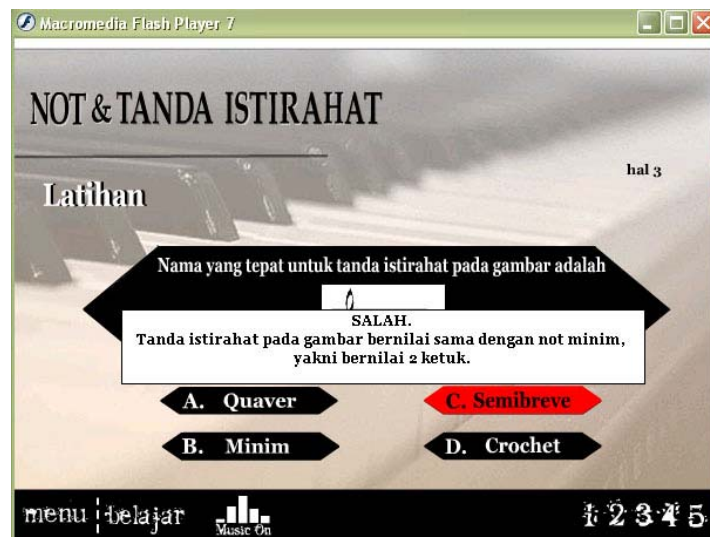 Macromedia Flash Player 7
NOT & TANDA ISTIRAHAT
hal 3
Latihan
Nama yang tepat untuk tanda istirahat pada gambar adalah
SALAH.
Tanda istirahat pada gambar bernilai sama dengan not minim,
yakni bernilai 2 ketuk.
A. Quaver
C. Semibreve
B. Minim
D. Crochet
menu belajar
Music On
1 2 3 4 5